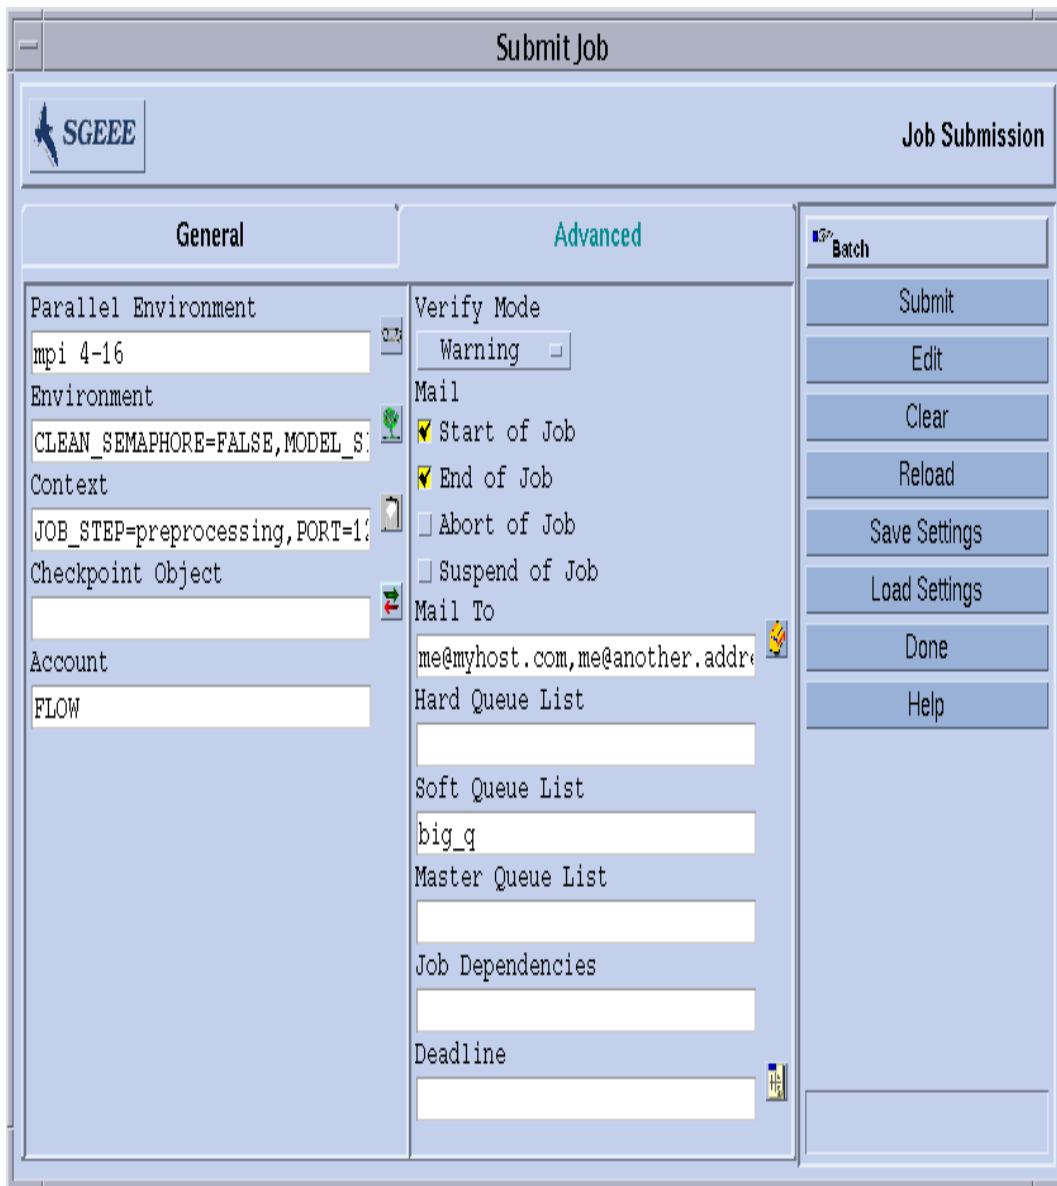 Submit Job
SGEEE
Job Submission
General
Advanced
Parallel Environment
mpi 4-16
Environment
CLEAN_SEMAPHORE=FALSE,MODEL_S
Context
JOB_STEP=preprocessing,PORT=12
Checkpoint Object
Account
FLOW
Verify Mode
Warning
Mail
Start of Job
End of Job
Abort of Job
Suspend of Job
Mail To
me@myhost.com,me@another.addre
Hard Queue List
Soft Queue List
big_q
Master Queue List
Job Dependencies
Deadline
Batch
Submit
Edit
Clear
Reload
Save Settings
Load Settings
Done
Help